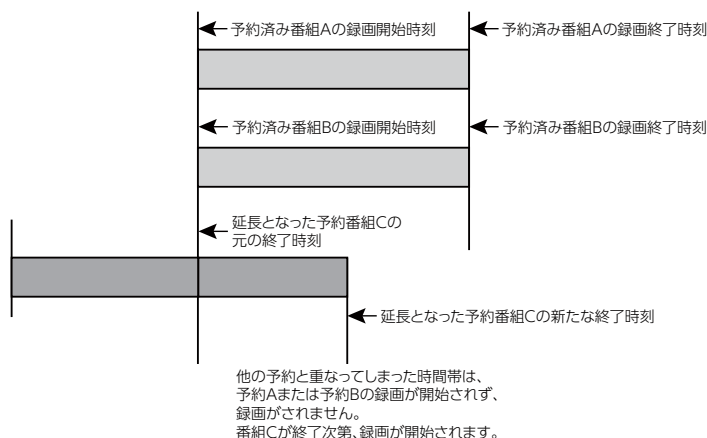 予約済み番組Aの録画開始時刻
予約済み番組Aの録画終了時刻
予約済み番組Bの録画開始時刻
予約済み番組Bの録画終了時刻
延長となった予約番組Cの
元の終了時刻
延長となった予約番組Cの新たな終了時刻
他の予約と重なってしまった時間帯は、
予約Aまたは予約Bの録画が開始されず、
録画がされません。
番組Cが終了次第、録画が開始されます。